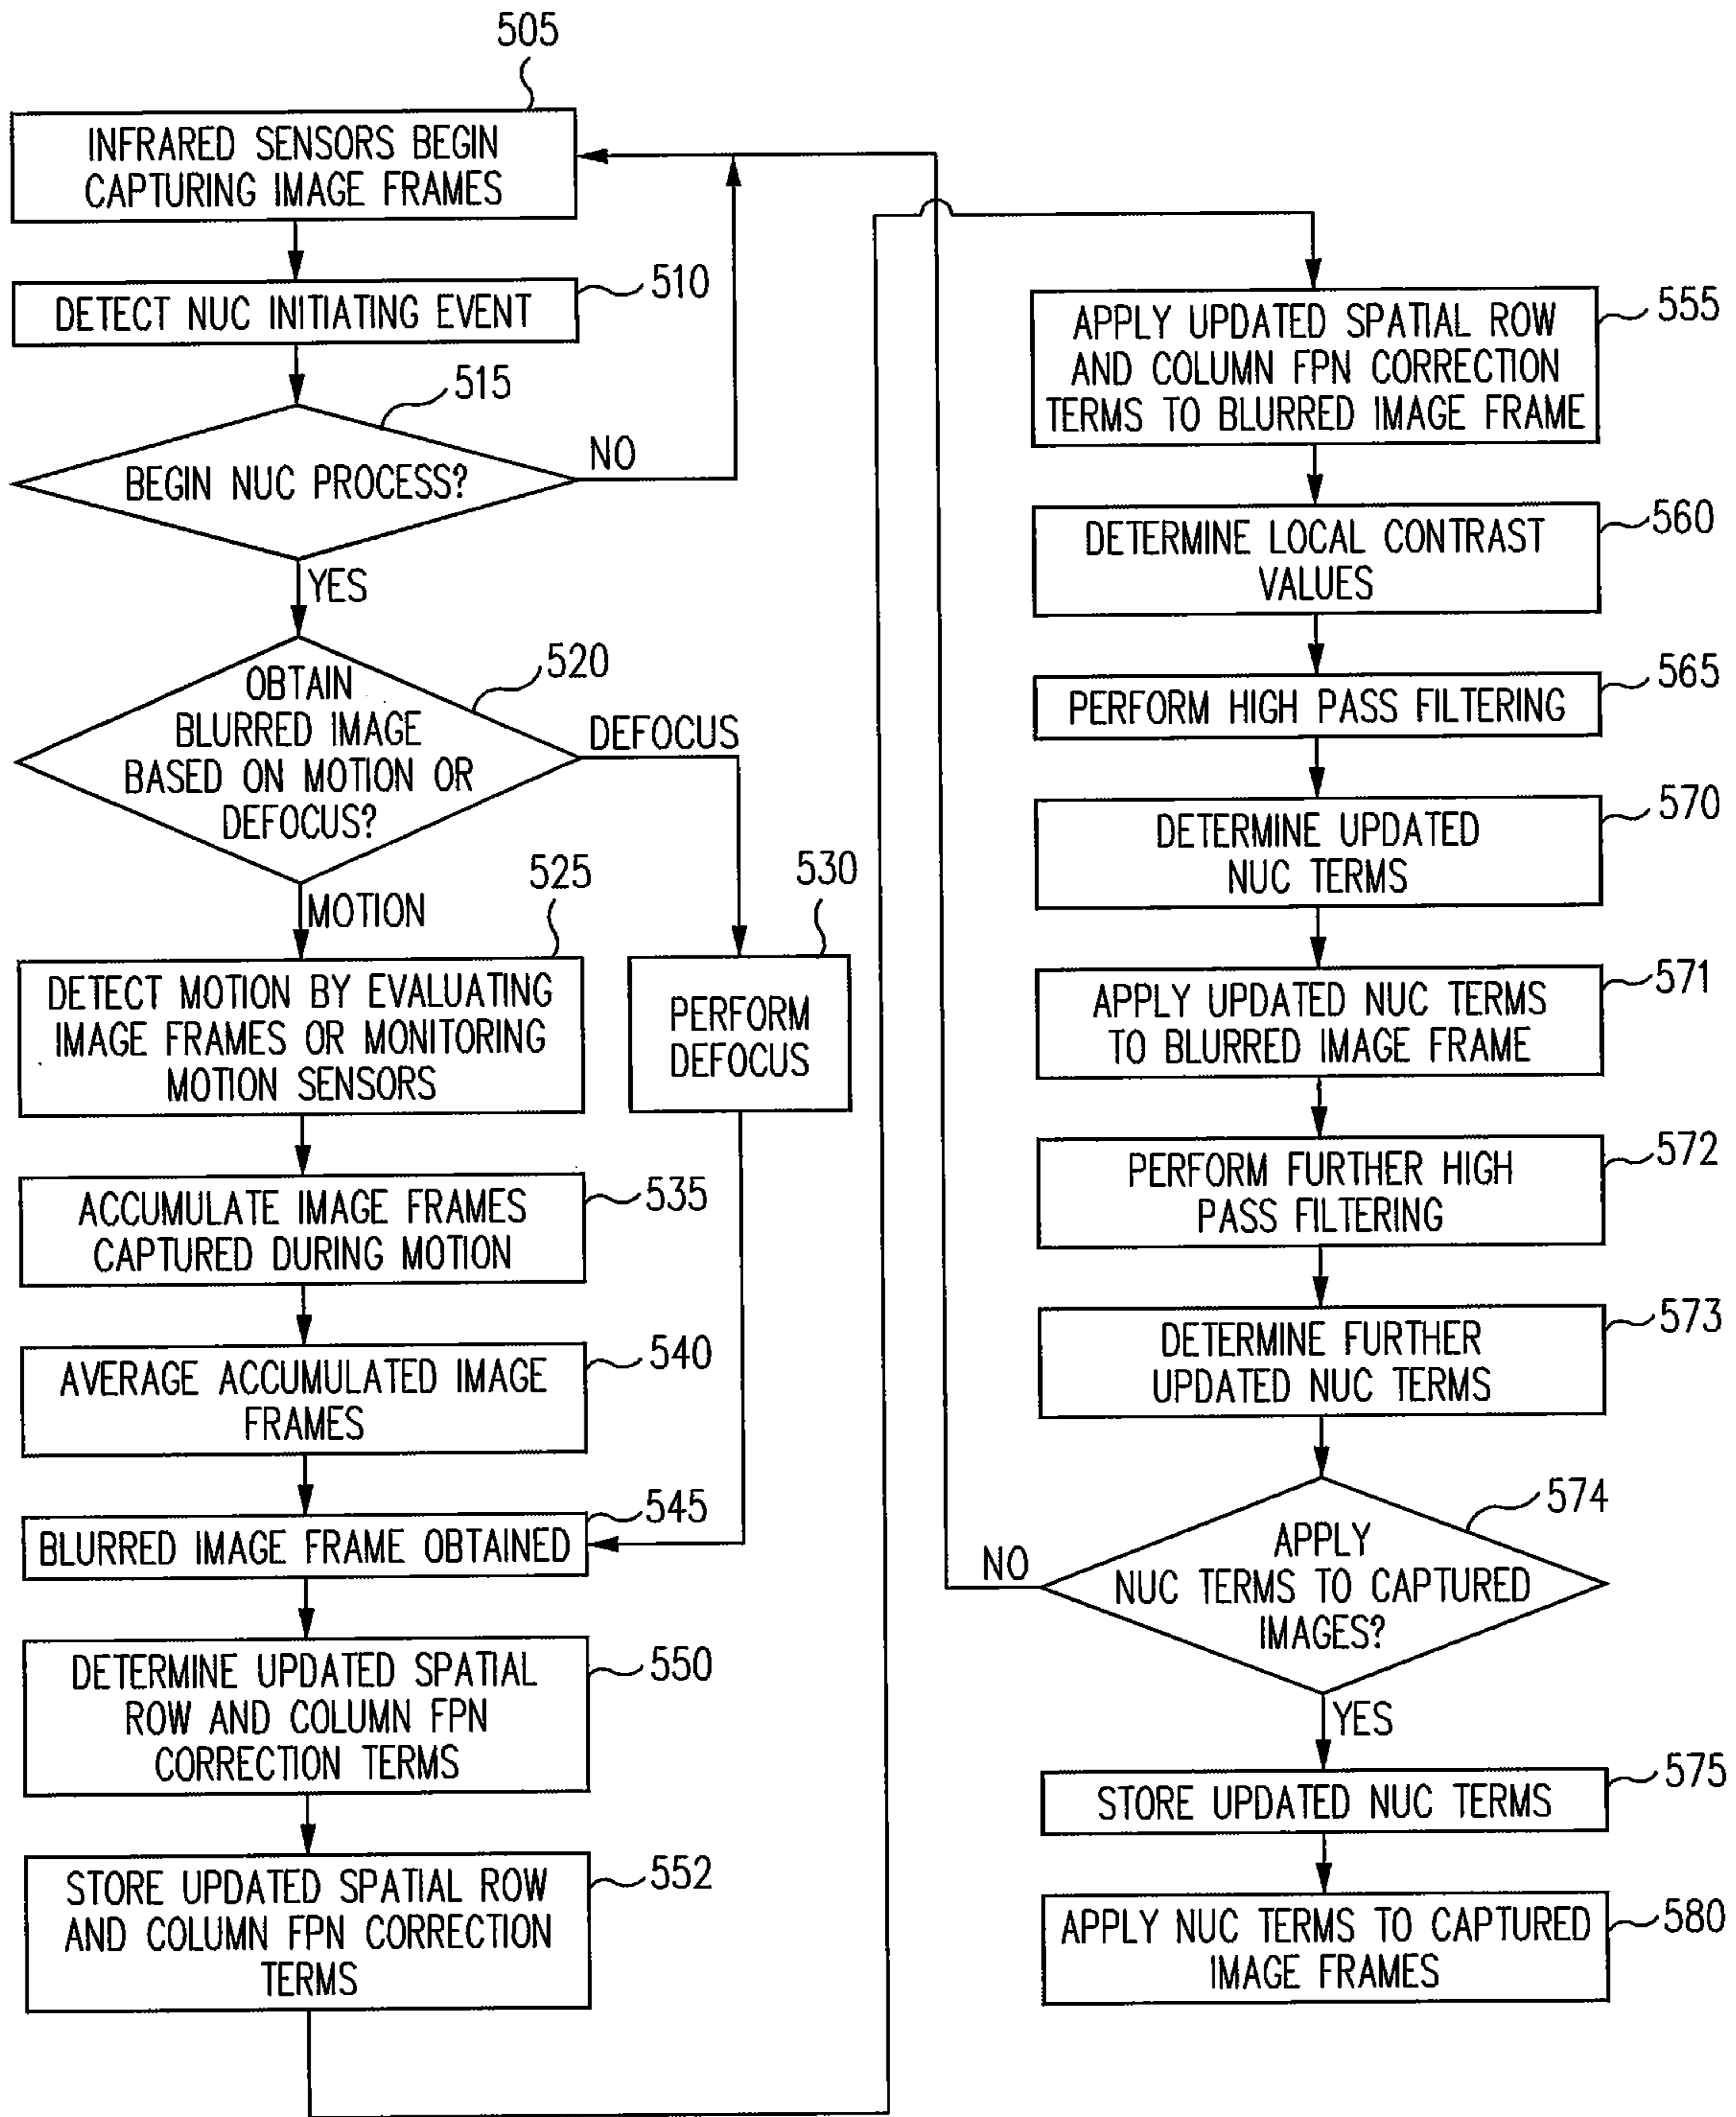 505
INFRARED SENSORS BEGIN
CAPTURING IMAGE FRAMES
DETECT NUC INITIATING EVENT
510
515
BEGIN NUC PROCESS?
NO
YES
520
OBTAIN
BLURRED IMAGE
BASED ON MOTION OR
DEFOCUS?
DEFOCUS
MOTION
525
DETECT MOTION BY EVALUATING
IMAGE FRAMES OR MONITORING
MOTION SENSORS
530
PERFORM
DEFOCUS
ACCUMULATE IMAGE FRAMES
CAPTURED DURING MOTION
535
AVERAGE ACCUMULATED IMAGE
FRAMES
540
BLURRED IMAGE FRAME OBTAINED
545
DETERMINE UPDATED SPATIAL
ROW AND COLUMN FPN
CORRECTION TERMS
550
STORE UPDATED SPATIAL ROW
AND COLUMN FPN CORRECTION
TERMS
552
APPLY UPDATED SPATIAL ROW
AND COLUMN FPN CORRECTION
TERMS TO BLURRED IMAGE FRAME
555
DETERMINE LOCAL CONTRAST
VALUES
560
PERFORM HIGH PASS FILTERING
565
DETERMINE UPDATED
NUC TERMS
570
APPLY UPDATED NUC TERMS
TO BLURRED IMAGE FRAME
571
PERFORM FURTHER HIGH
PASS FILTERING
572
DETERMINE FURTHER
UPDATED NUC TERMS
573
574
APPLY
NUC TERMS TO CAPTURED
IMAGES?
NO
YES
STORE UPDATED NUC TERMS
575
APPLY NUC TERMS TO CAPTURED
IMAGE FRAMES
580